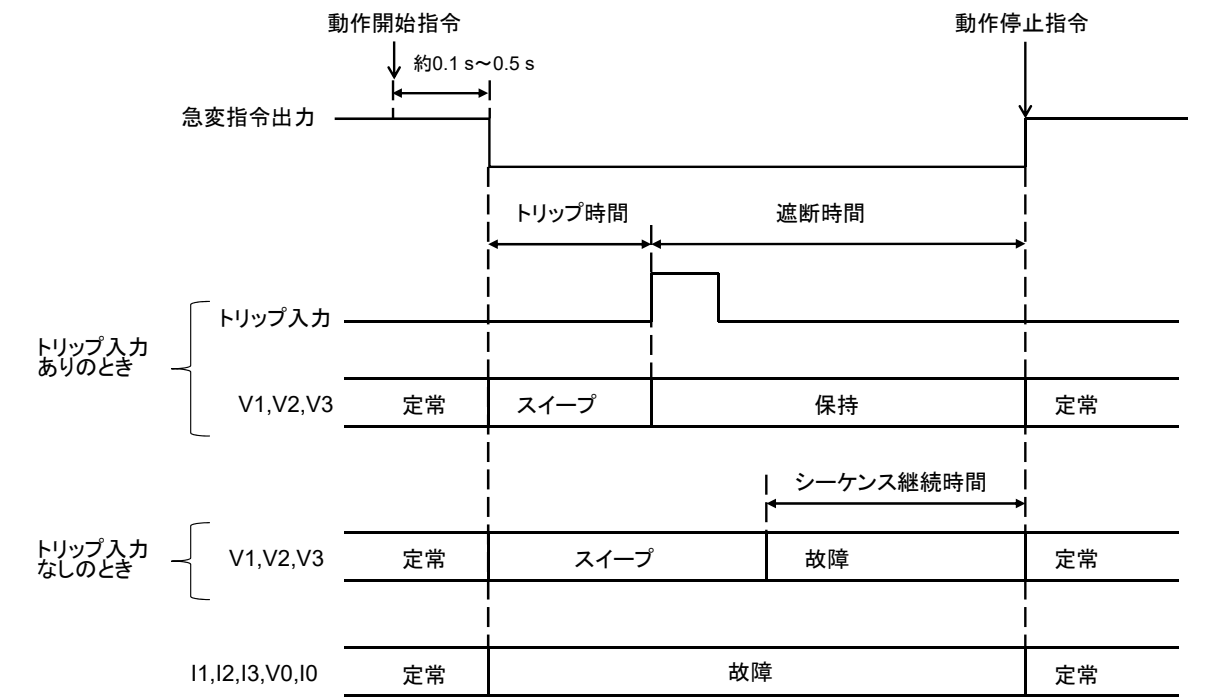 動作開始指令
動作停止指令
約0.1 s～0.5 s
急変指令出力
トリップ時間
遮断時間
トリップ入力
トリップ入力
ありのとき
V1,V2,V3
定常
スイープ
保持
定常
シーケンス継続時間
トリップ入力
なしのとき
V1,V2,V3
定常
スイープ
故障
定常
I1,I2,I3,V0,I0
定常
故障
定常